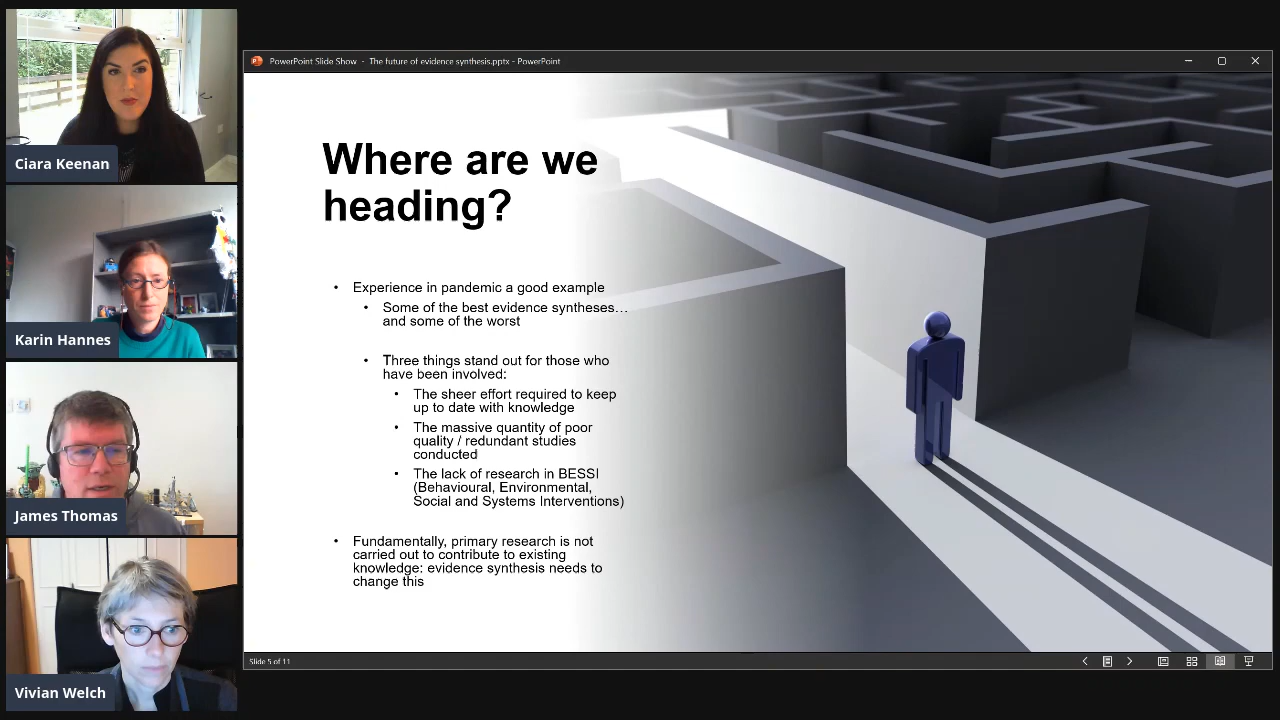 Ciara Keenan
Karin Hannes
James Thomas
Vivian Welch
PowerPoint Slide Show - The future of evidence synthesis.pptx - PowerPoint
Where are we
heading?
• Experience in pandemic a good example
• Some of the best evidence syntheses…
and some of the worst
• Three things stand out for those who
have been involved:
• The sheer effort required to keep
up to date with knowledge
• The massive quantity of poor
quality / redundant studies
conducted
• The lack of research in BESSI
(Behavioural, Environmental,
Social and Systems Interventions)
• Fundamentally, primary research is not
carried out to contribute to existing
knowledge: evidence synthesis needs to
change this
Slide 5 of 11